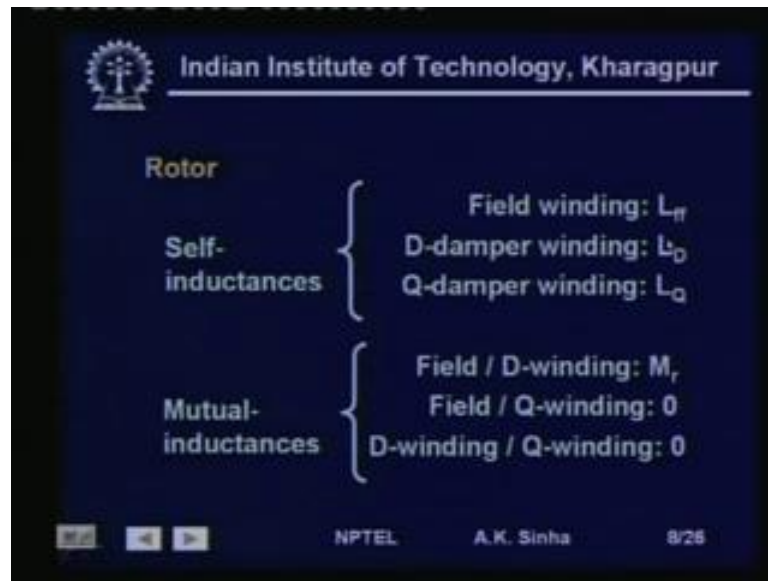 Indian Institute of Technology, Kharagpur
Rotor
Self-
inductances
Field winding: Lff
D-damper winding: LD
Q-damper winding: LQ
Mutual-
inductances
Field / D-winding: Mr
Field / Q-winding: 0
D-winding / Q-winding: 0
NPTEL A.K. Sinha 8/26